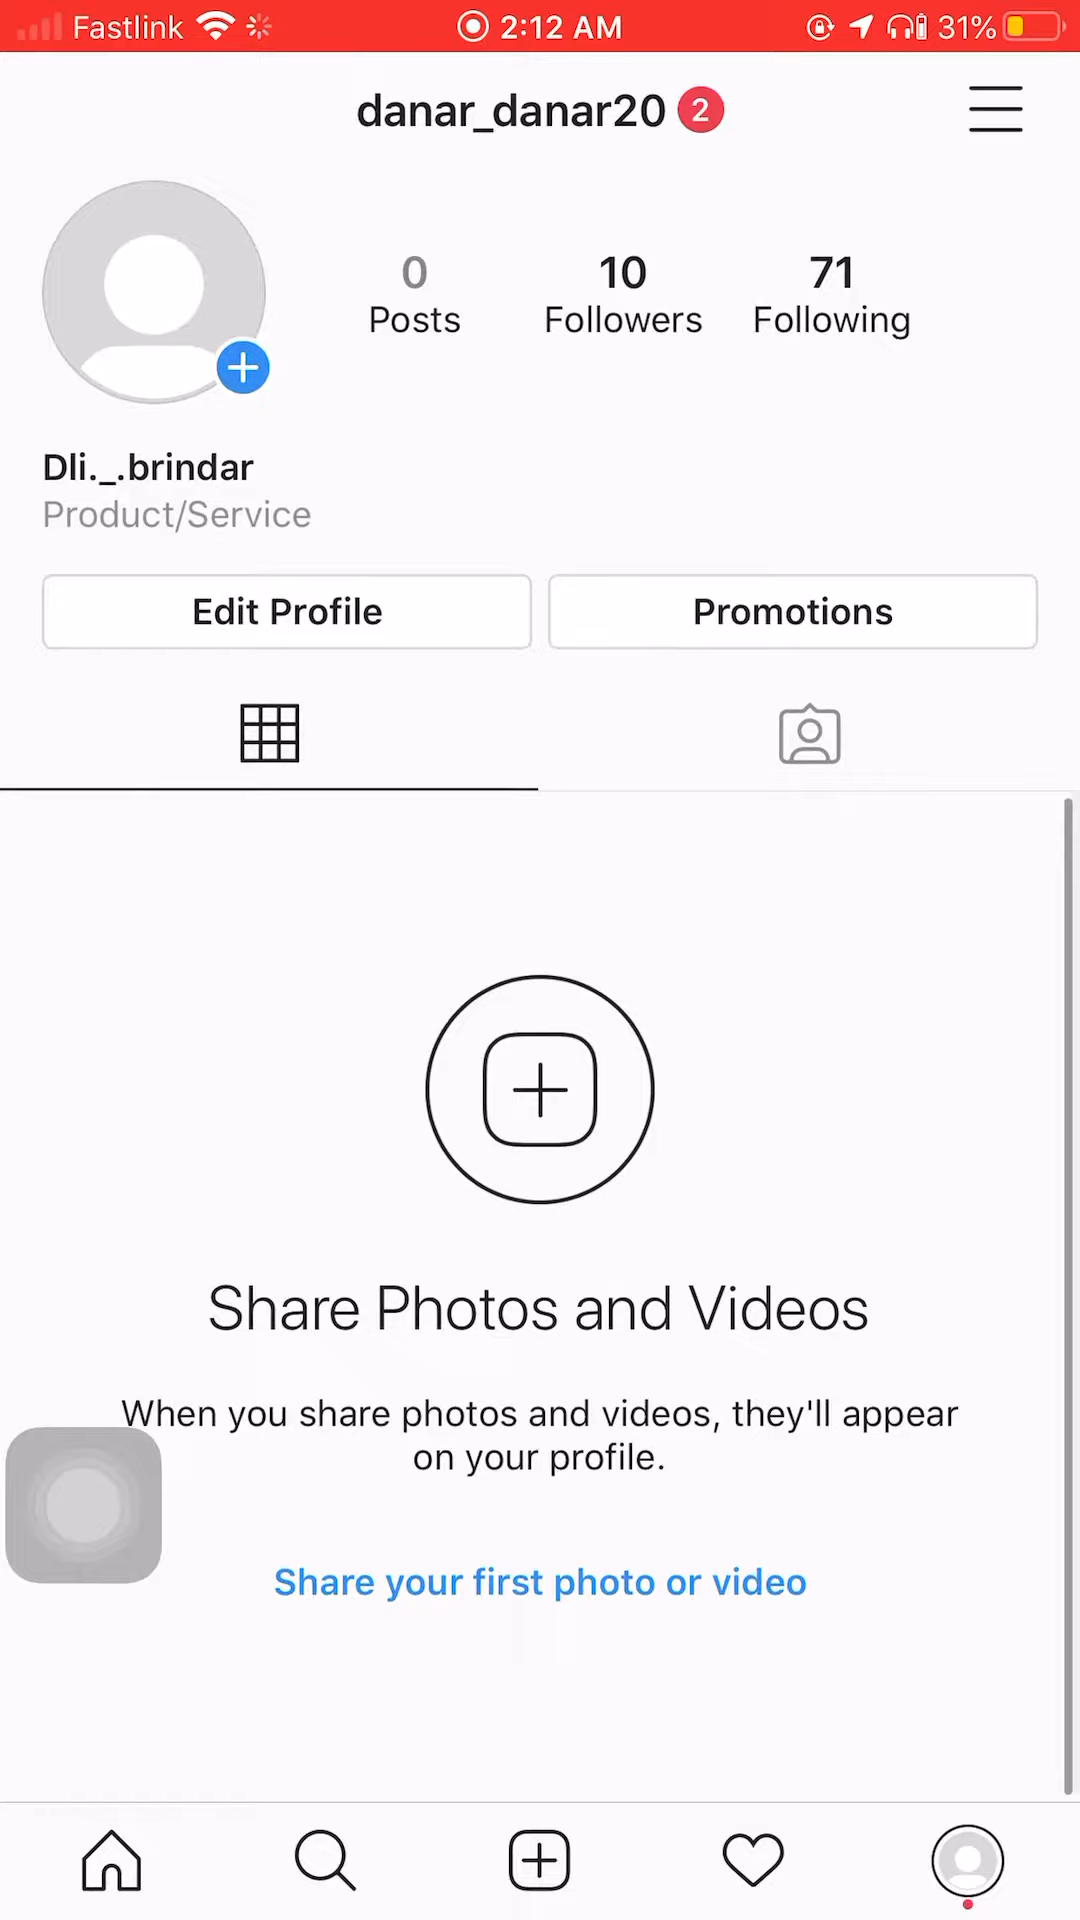 Fastlink 2:12 AM 31%
danar_danar20 2
0 10 71
Posts Followers Following
Dli._.brindar
Product/Service
Edit Profile Promotions
Share Photos and Videos
When you share photos and videos, they'll appear
on your profile.
Share your first photo or video